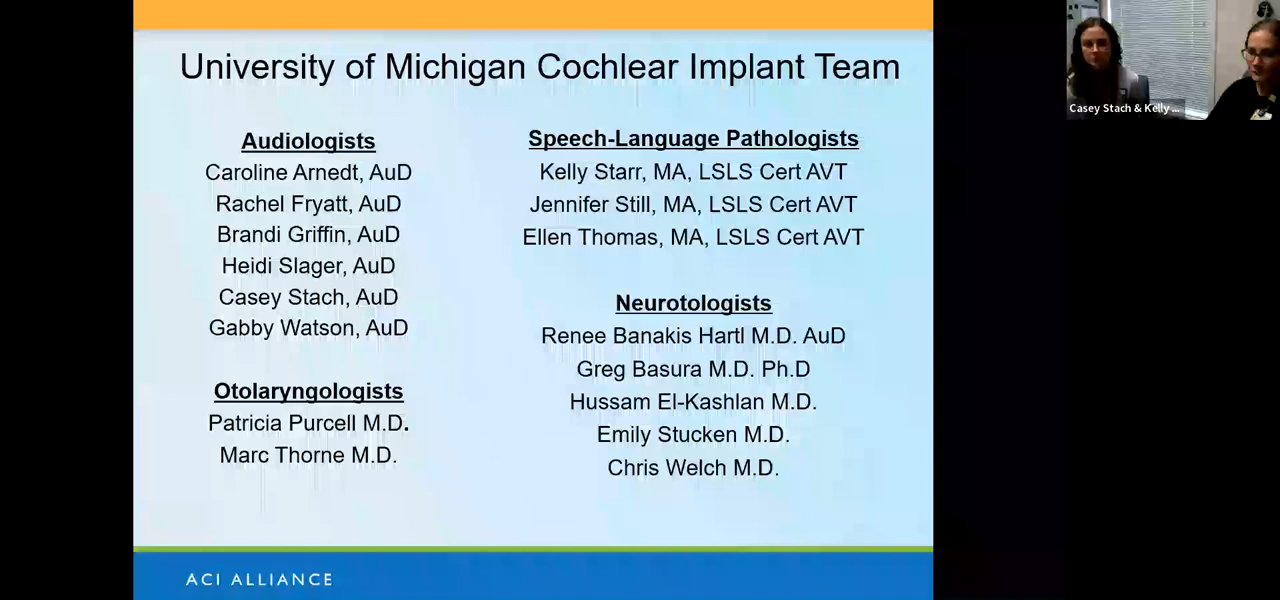 University of Michigan Cochlear Implant Team
Audiologists
Caroline Arnedt, AuD
Rachel Fryatt, AuD
Brandi Griffin, AuD
Heidi Slager, AuD
Casey Stach, AuD
Gabby Watson, AuD
Otolaryngologists
Patricia Purcell M.D.
Marc Thorne M.D.
Speech-Language Pathologists
Kelly Starr, MA, LSLS Cert AVT
Jennifer Still, MA, LSLS Cert AVT
Ellen Thomas, MA, LSLS Cert AVT
Neurotologists
Renee Banakis Hartl M.D. AuD
Greg Basura M.D. Ph.D
Hussam El-Kashlan M.D.
Emily Stucken M.D.
Chris Welch M.D.
ACI ALLIANCE
Casey Stach & Kelly ...